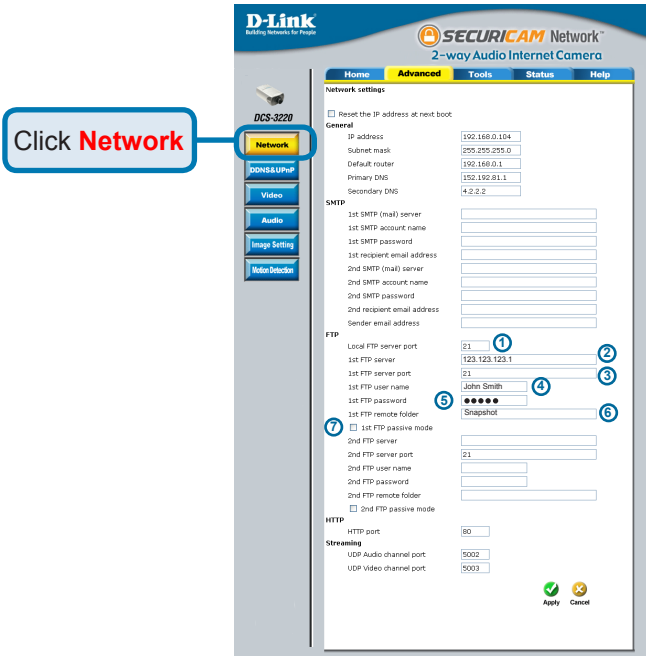 D-Link
Building Networks for People
SECURICAM Network™
2-way Audio Internet Camera
Home Advanced Tools Status Help
DCS-3220
Click Network
Network
DDNS&UPnP
Video
Audio
Image Setting
Motion Detection
Network settings
Reset the IP address at next boot
General
IP address 192.168.0.104
Subnet mask 255.255.255.0
Default router 192.168.0.1
Primary DNS 152.192.81.1
Secondary DNS 4.2.2.2
SMTP
1st SMTP (mail) server
1st SMTP account name
1st SMTP password
1st recipient email address
2nd SMTP (mail) server
2nd SMTP account name
2nd SMTP password
2nd recipient email address
Sender email address
FTP
Local FTP server port 21 1
1st FTP server 123.123.123.1 2
1st FTP server port 21 3
1st FTP user name John Smith 4
1st FTP password 5 ●●●●●
1st FTP remote folder Snapshot 6
7 1st FTP passive mode
2nd FTP server
2nd FTP server port 21
2nd FTP user name
2nd FTP password
2nd FTP remote folder
2nd FTP passive mode
HTTP
HTTP port 80
Streaming
UDP Audio channel port 5002
UDP Video channel port 5003
Apply Cancel